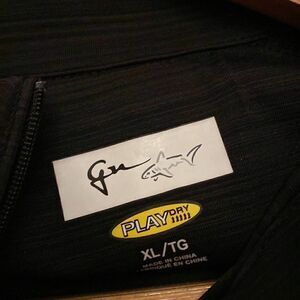 PLAYDRY
XL/TG
MADE IN CHINA
FABRIQUÉ EN CHINE